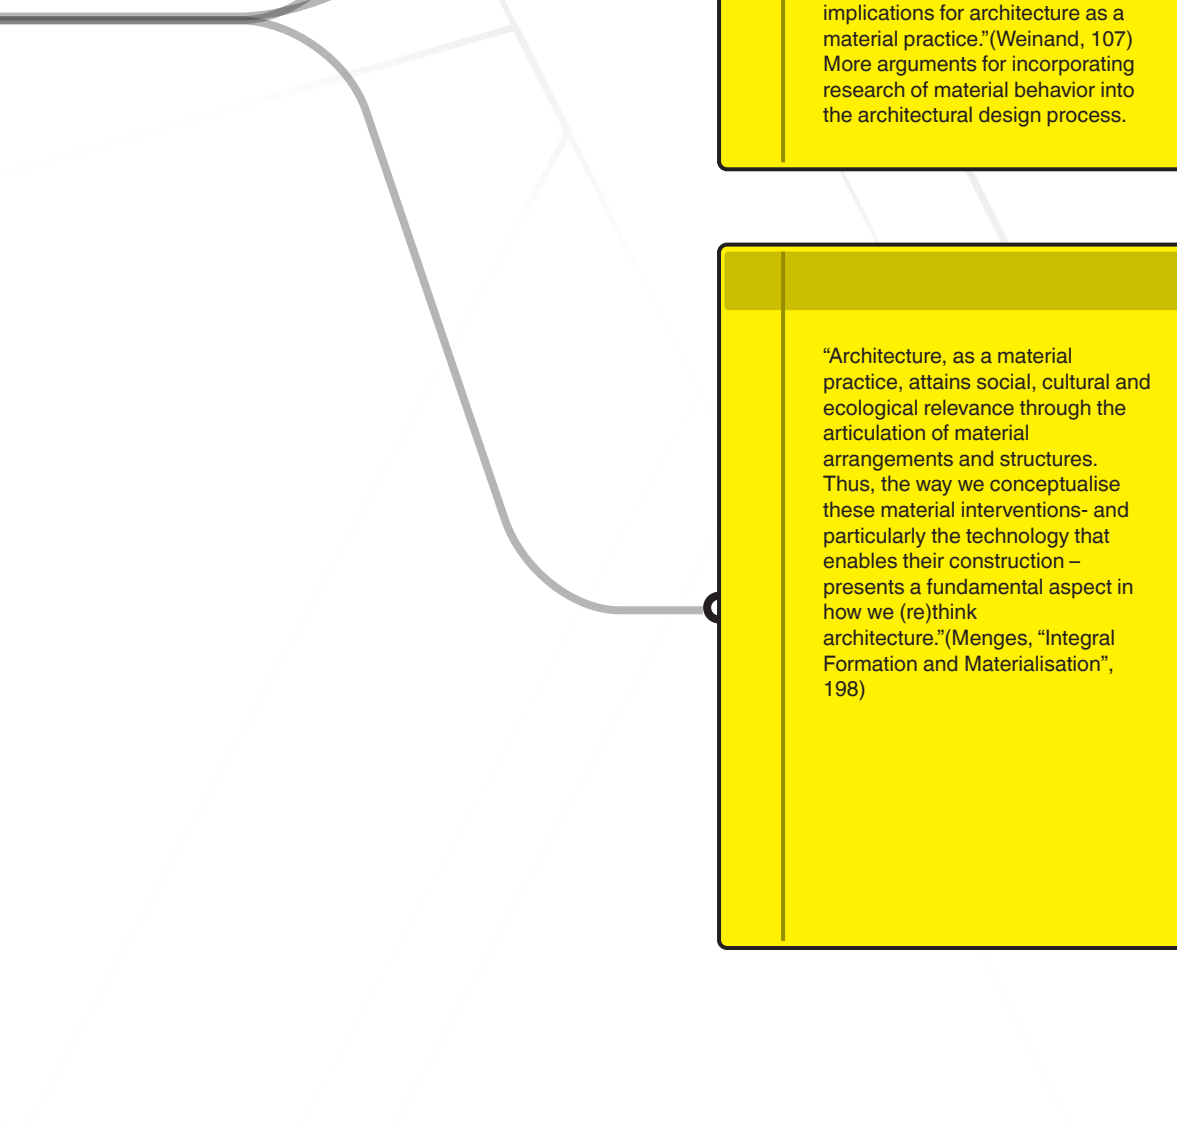 implications for architecture as a
material practice.”(Weinand, 107)
More arguments for incorporating
research of material behavior into
the architectural design process.
“Architecture, as a material
practice, attains social, cultural and
ecological relevance through the
articulation of material
arrangements and structures.
Thus, the way we conceptualise
these material interventions- and
particularly the technology that
enables their construction –
presents a fundamental aspect in
how we (re)think
architecture.”(Menges, “Integral
Formation and Materialisation”,
198)